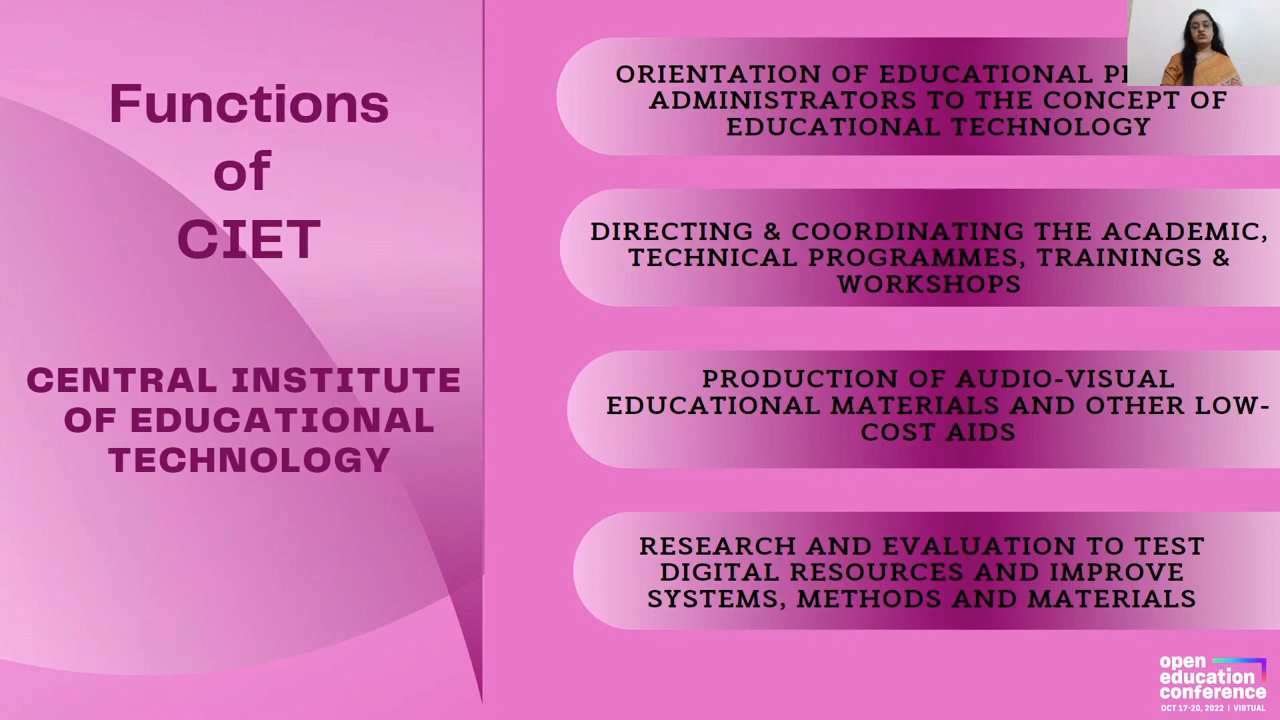 Functions
of
CIET
CENTRAL INSTITUTE
OF EDUCATIONAL
TECHNOLOGY
ORIENTATION OF EDUCATIONAL
ADMINISTRATORS TO THE CONCEPT OF
EDUCATIONAL TECHNOLOGY
DIRECTING & COORDINATING THE ACADEMIC,
TECHNICAL PROGRAMMES, TRAININGS &
WORKSHOPS
PRODUCTION OF AUDIO-VISUAL
EDUCATIONAL MATERIALS AND OTHER LOW-
COST AIDS
RESEARCH AND EVALUATION TO TEST
DIGITAL RESOURCES AND IMPROVE
SYSTEMS, METHODS AND MATERIALS
open
education
conference
OCT 17-20, 2022 | VIRTUAL